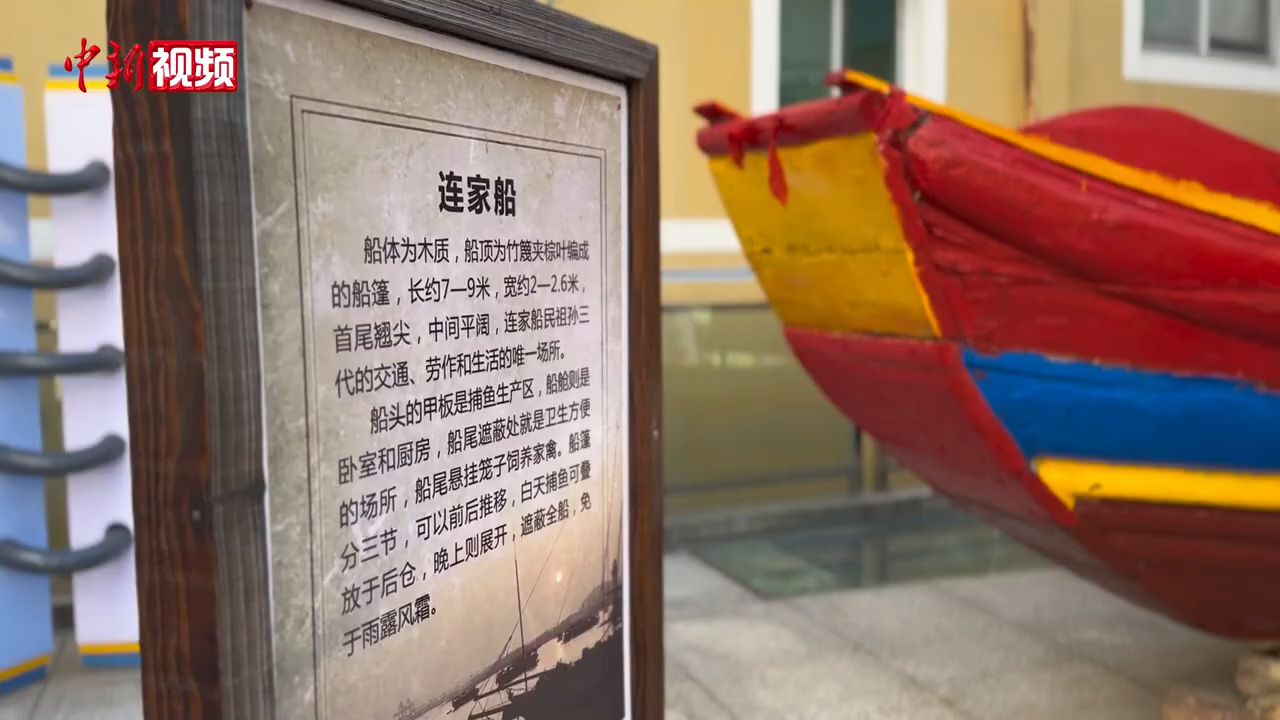 中新视频
连家船
船体为木质，船顶为竹篾夹棕叶编成
的船篷，长约7—9米，宽约2—2.6米，
首尾翘尖，中间平阔，连家船民祖孙三
代的交通、劳作和生活的唯一场所。
船头的甲板是捕鱼生产区，船舱则是
卧室和厨房，船尾遮蔽处就是卫生方便
的场所，船尾悬挂笼子饲养家禽。船篷
分三节，可以前后推移，白天捕鱼可叠
放于后仓，晚上则展开，遮蔽全船，免
于雨露风霜。